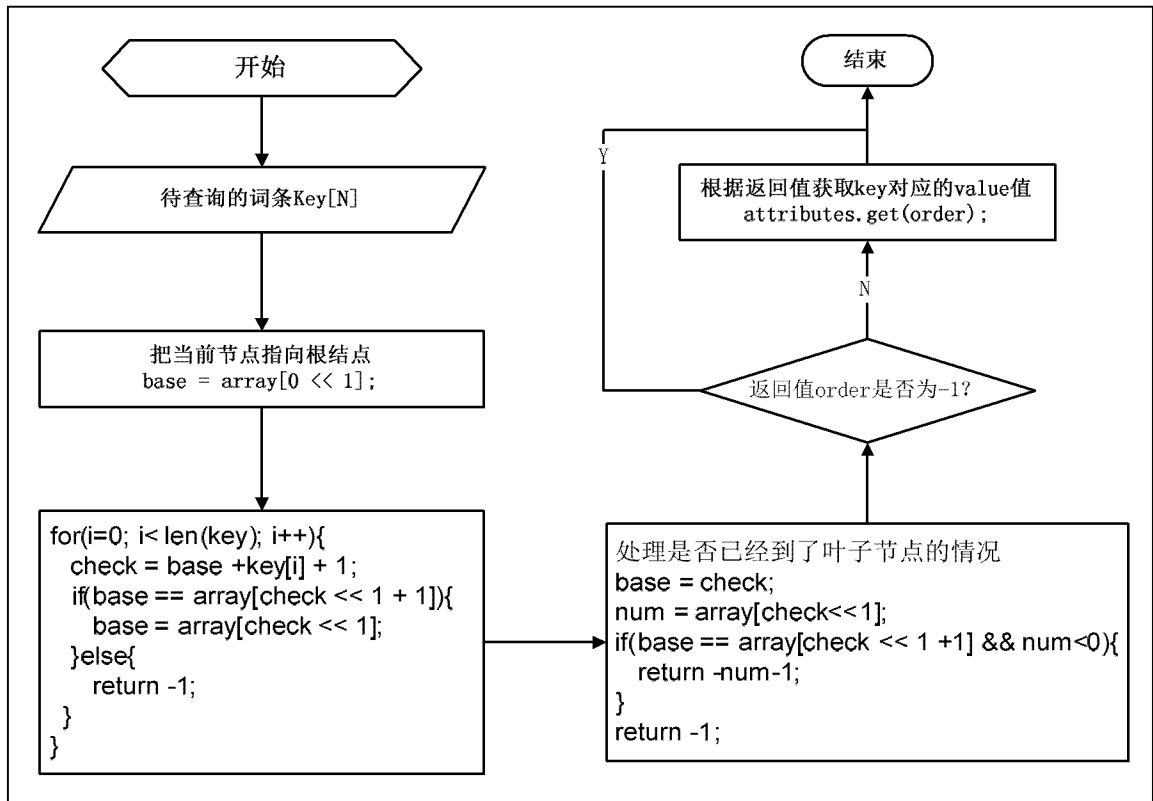 开始
待查询的词条Key[N]
把当前节点指向根结点
base = array[0 << 1];
for(i=0; i< len(key); i++){
check = base +key[i] + 1;
if(base == array[check << 1 + 1]){
base = array[check << 1];
}else{
return -1;
}
}
处理是否已经到了叶子节点的情况
base = check;
num = array[check<<1];
if(base == array[check << 1 +1] && num<0){
return -num-1;
}
return -1;
返回值order是否为-1?
N
Y
根据返回值获取key对应的value值
attributes.get(order);
结束